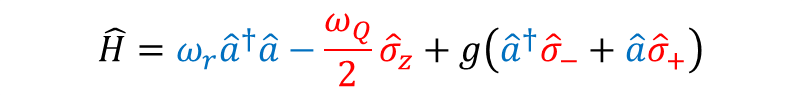 Ĥ = ω_r â†â − ω_Q/2 σ̂_z + g(â†σ̂_− + âσ̂_+)